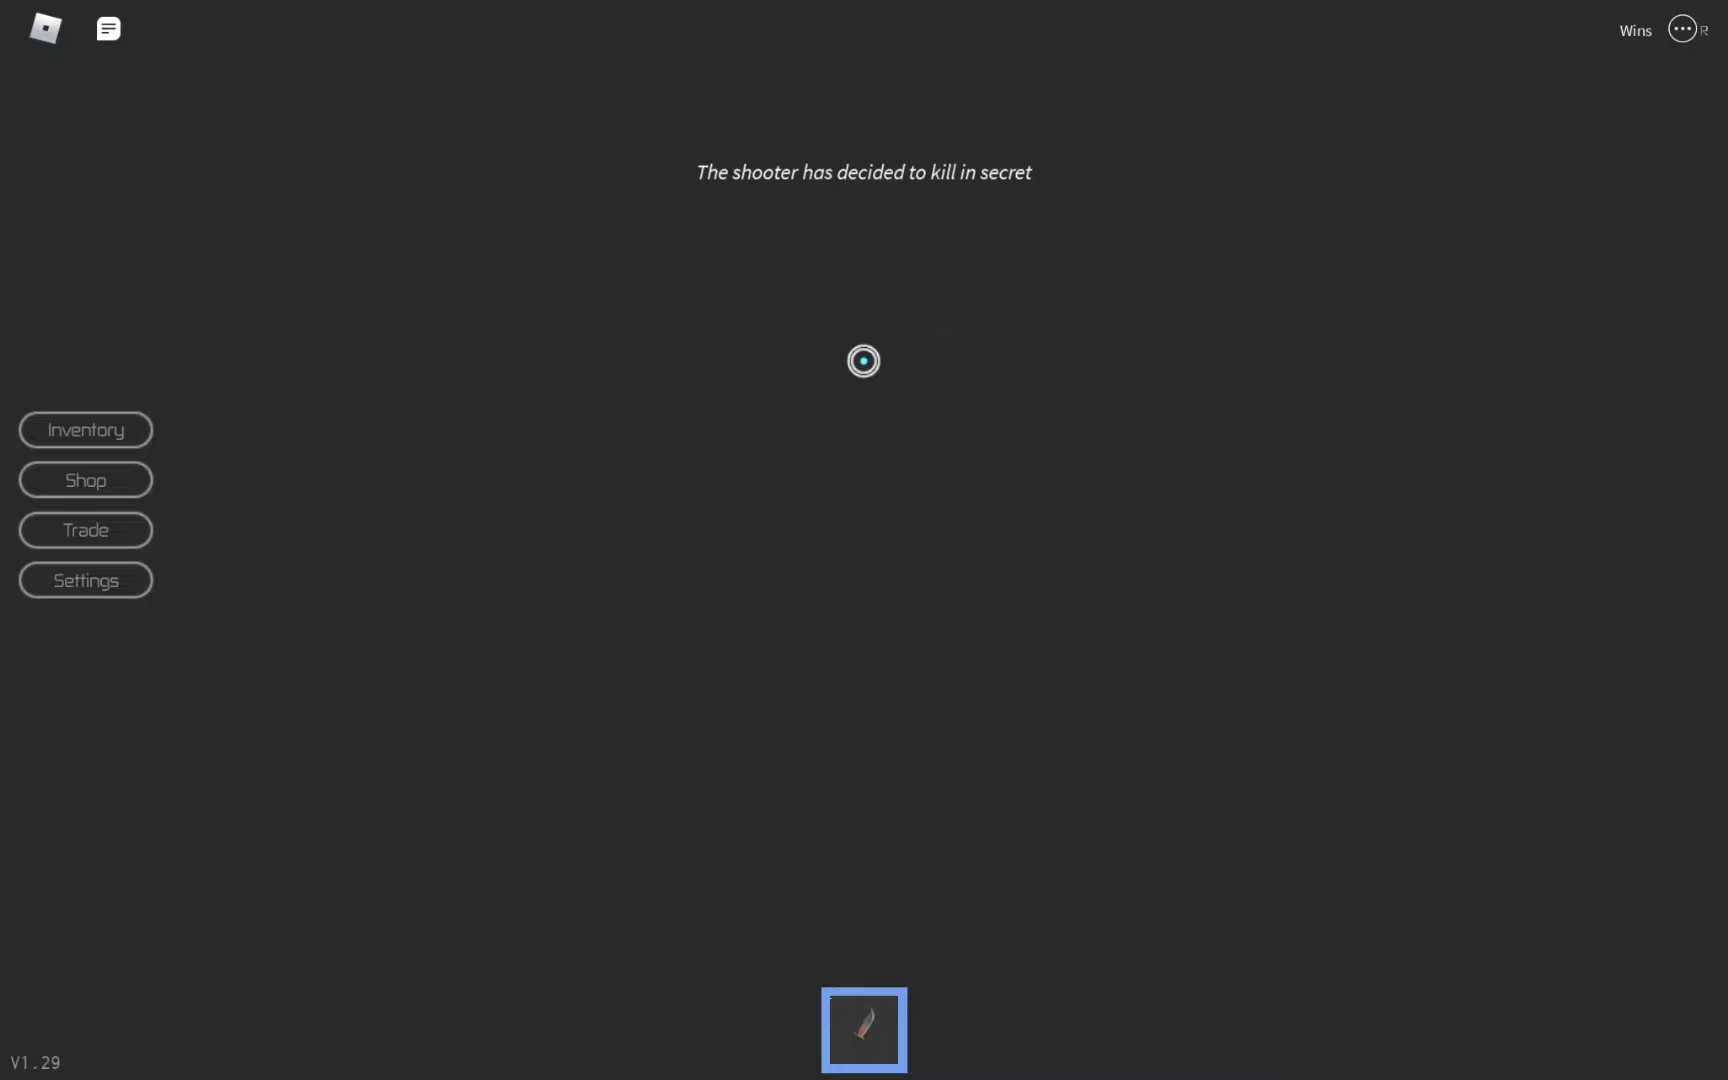 Wins
R
The shooter has decided to kill in secret
Inventory
Shop
Trade
Settings
V1.29